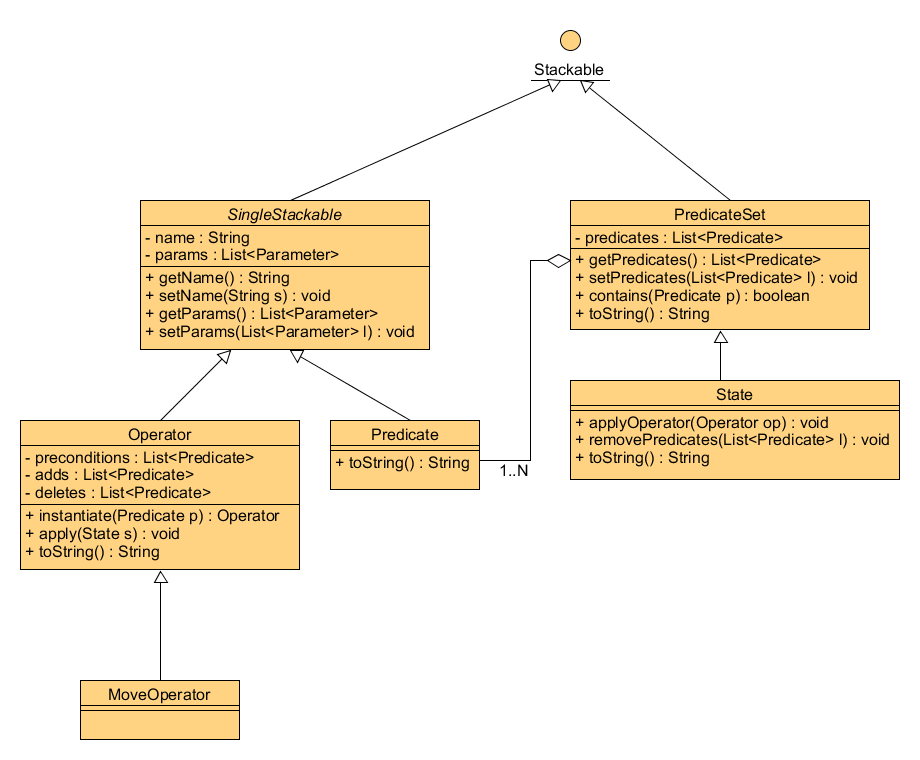 Stackable
SingleStackable
- name : String
- params : List<Parameter>
+ getName() : String
+ setName(String s) : void
+ getParams() : List<Parameter>
+ setParams(List<Parameter> l) : void
PredicateSet
- predicates : List<Predicate>
+ getPredicates() : List<Predicate>
+ setPredicates(List<Predicate> l) : void
+ contains(Predicate p) : boolean
+ toString() : String
State
+ applyOperator(Operator op) : void
+ removePredicates(List<Predicate> l) : void
+ toString() : String
Operator
- preconditions : List<Predicate>
- adds : List<Predicate>
- deletes : List<Predicate>
+ instantiate(Predicate p) : Operator
+ apply(State s) : void
+ toString() : String
Predicate
+ toString() : String
1..N
MoveOperator